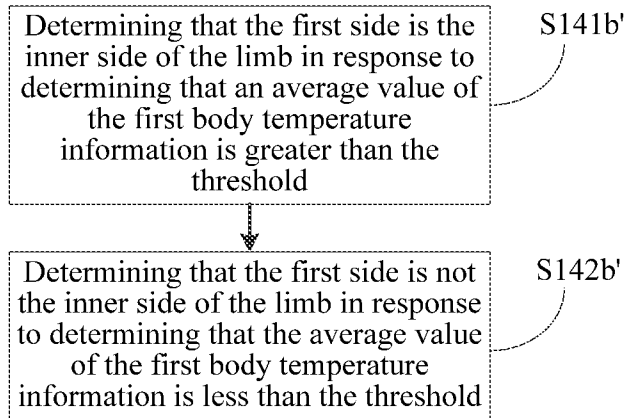 Determining that the first side is the
inner side of the limb in response to
determining that an average value of
the first body temperature
information is greater than the
threshold
S141b'
Determining that the first side is not
the inner side of the limb in response
to determining that the average value
of the first body temperature
information is less than the threshold
S142b'